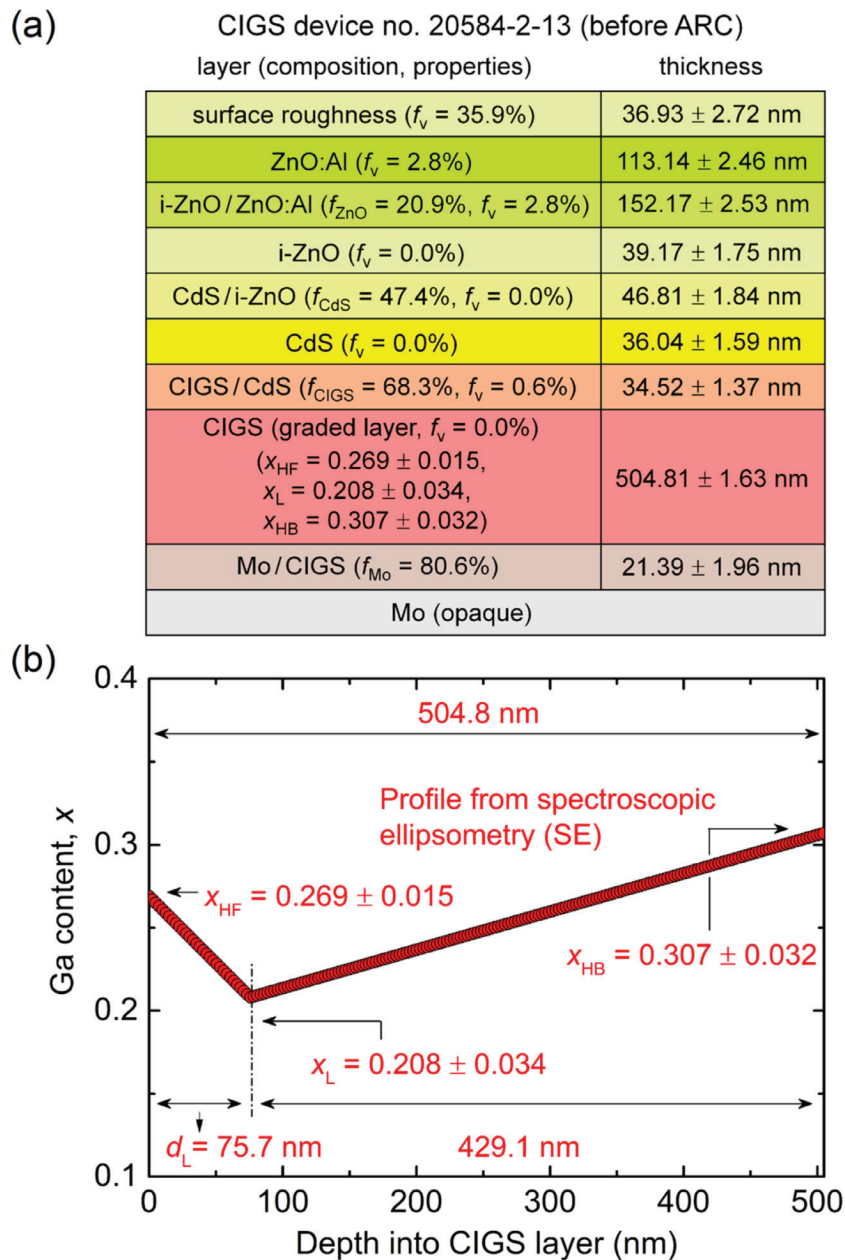 (a)
CIGS device no. 20584-2-13 (before ARC)
layer (composition, properties) thickness
surface roughness (fv = 35.9%) 36.93 ± 2.72 nm
ZnO:Al (fv = 2.8%) 113.14 ± 2.46 nm
i-ZnO/ZnO:Al (fZnO = 20.9%, fv = 2.8%) 152.17 ± 2.53 nm
i-ZnO (fv = 0.0%) 39.17 ± 1.75 nm
CdS/i-ZnO (fCdS = 47.4%, fv = 0.0%) 46.81 ± 1.84 nm
CdS (fv = 0.0%) 36.04 ± 1.59 nm
CIGS/CdS (fCIGS = 68.3%, fv = 0.6%) 34.52 ± 1.37 nm
CIGS (graded layer, fv = 0.0%)
(xHF = 0.269 ± 0.015,
xL = 0.208 ± 0.034, 504.81 ± 1.63 nm
xHB = 0.307 ± 0.032)
Mo/CIGS (fMo = 80.6%) 21.39 ± 1.96 nm
Mo (opaque)
(b)
0.4
504.8 nm
Profile from spectroscopic
ellipsometry (SE)
0.3
xHF = 0.269 ± 0.015
xHB = 0.307 ± 0.032
Ga content, x
0.2
xL = 0.208 ± 0.034
dL = 75.7 nm 429.1 nm
0.1
0 100 200 300 400 500
Depth into CIGS layer (nm)